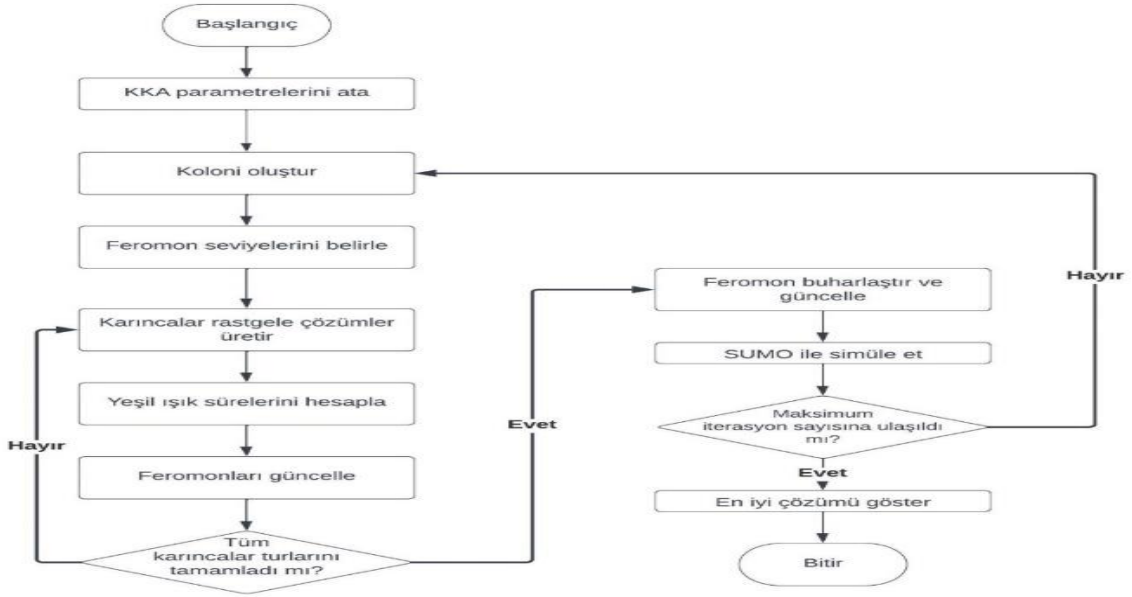 Başlangıç
KKA parametrelerini ata
Koloni oluştur
Feromon seviyelerini belirle
Karıncalar rastgele çözümler
üretir
Yeşil ışık sürelerini hesapla
Hayır
Feromonları güncelle
Tüm
karıncalar turlarını
tamamladı mı?
Evet
Feromon buharlaştır ve
güncelle
SUMO ile simüle et
Maksimum
iterasyon sayısına ulaşıldı
mı?
Hayır
Evet
En iyi çözümü göster
Bitir